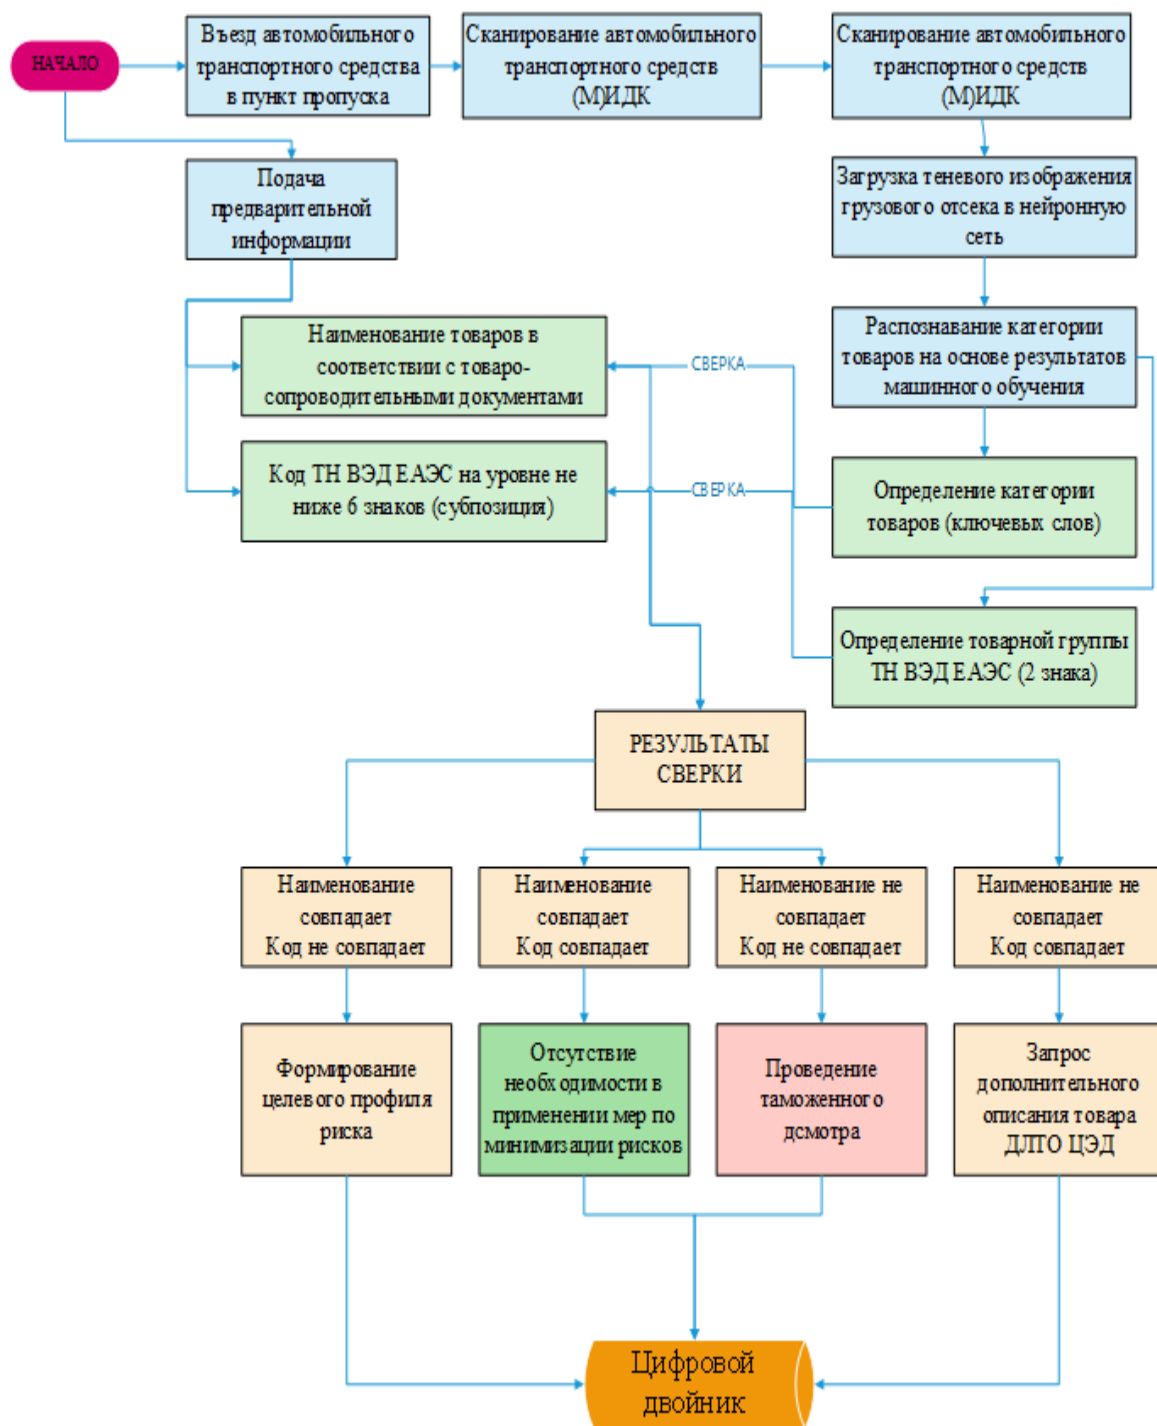 НАЧАЛО
Въезд автомобильного
транспортного средства
в пункт пропуска
Сканирование автомобильного
транспортного средств
(М)ИДК
Сканирование автомобильного
транспортного средств
(М)ИДК
Подача
предварительной
информации
Загрузка теневого изображения
грузового отсека в нейронную
сеть
Наименование товаров в
соответствии с товаро-
сопроводительными документами
СВЕРКА
Распознавание категории
товаров на основе результатов
машинного обучения
Код ТН ВЭД ЕАЭС на уровне не
ниже 6 знаков (субпозиция)
СВЕРКА
Определение категории
товаров (ключевых слов)
Определение товарной группы
ТН ВЭД ЕАЭС (2 знака)
РЕЗУЛЬТАТЫ
СВЕРКИ
Наименование
совпадает
Код не совпадает
Наименование
совпадает
Код совпадает
Наименование не
совпадает
Код не совпадает
Наименование не
совпадает
Код совпадает
Формирование
целевого профиля
риска
Отсутствие
необходимости в
применении мер по
минимизации рисков
Проведение
таможенного
дсмотра
Запрос
дополнительного
описания товара
ДЛТО ЦЭД
Цифровой
двойник